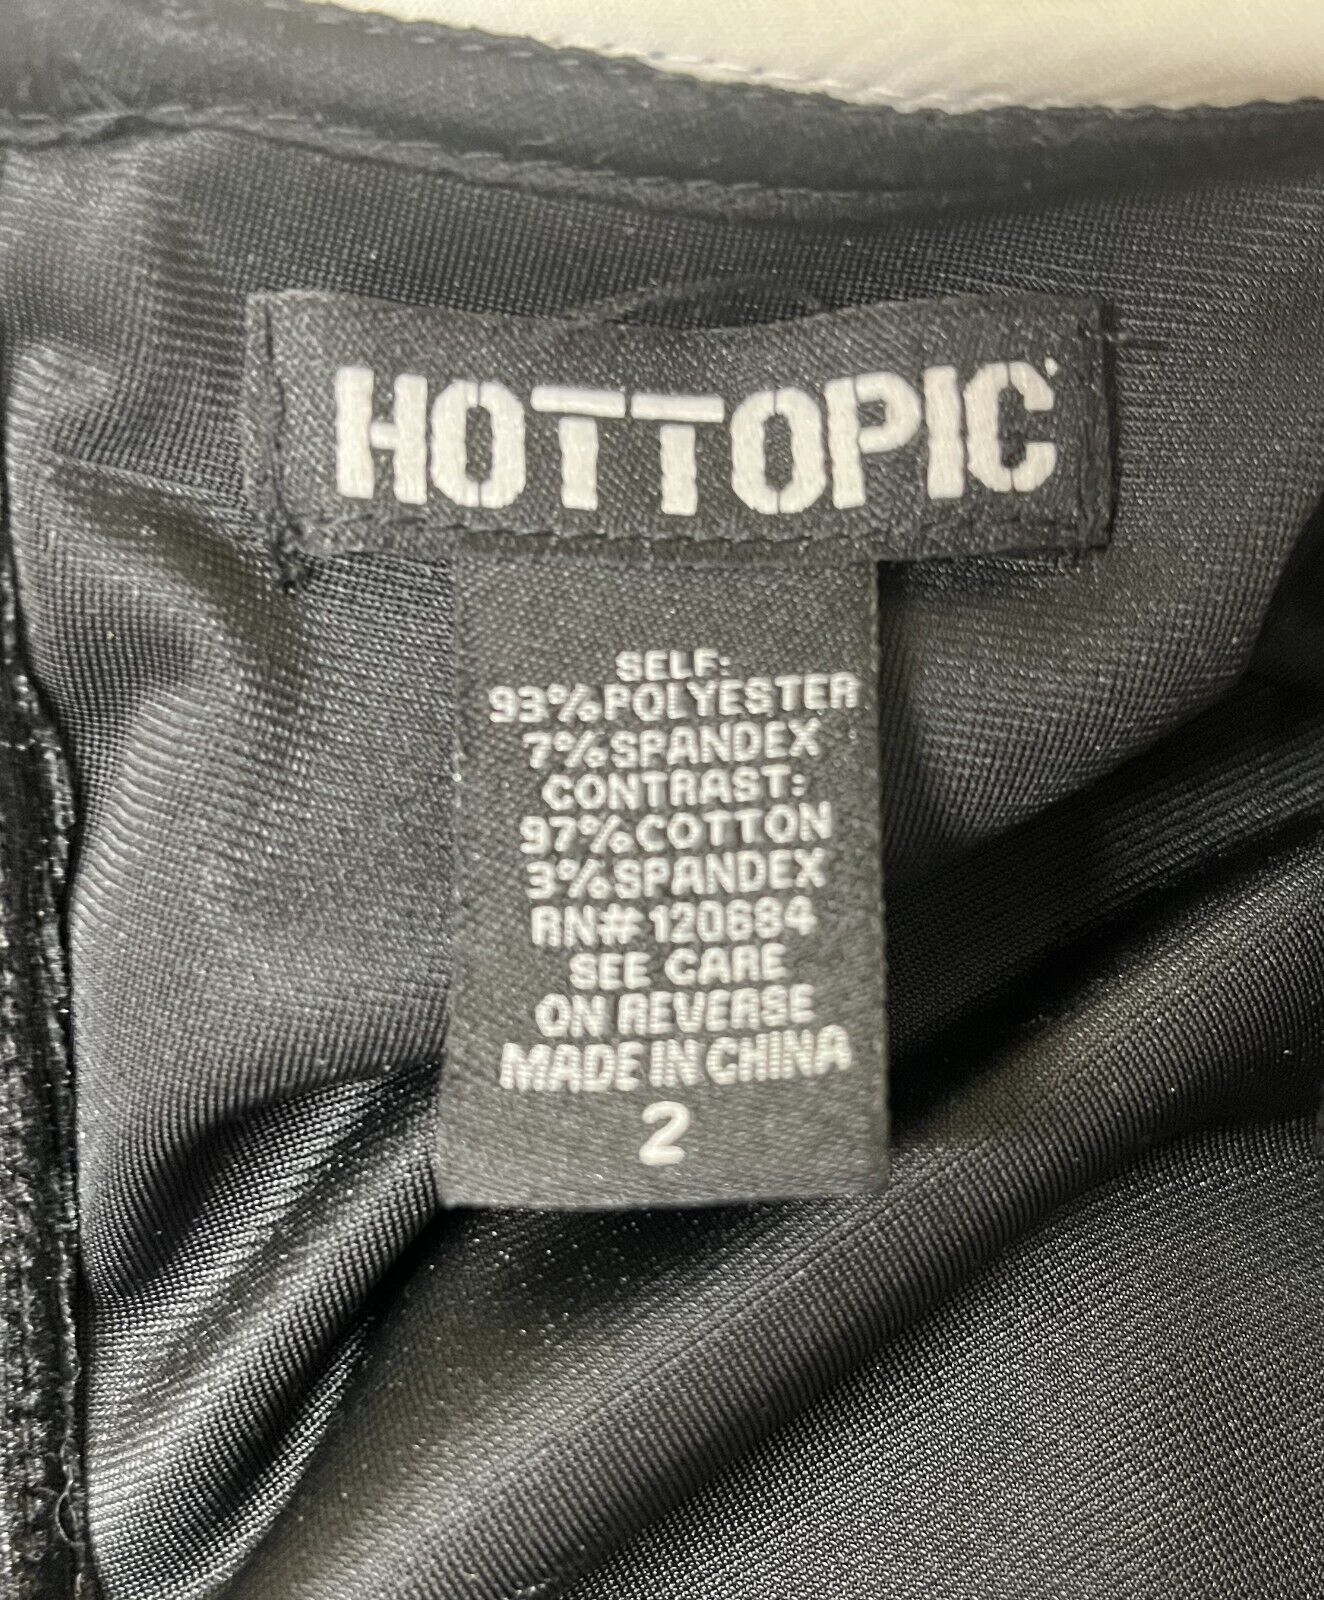 HOTTOPIC
SELF:
93% POLYESTER
7% SPANDEX
CONTRAST:
97% COTTON
3% SPANDEX
RN# 120684
SEE CARE
ON REVERSE
MADE IN CHINA
2